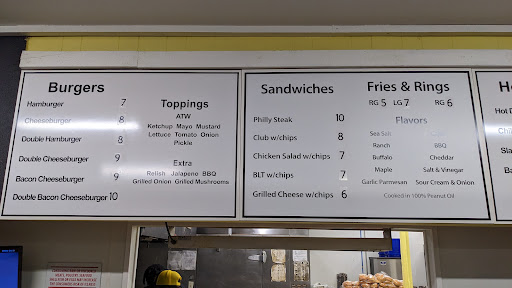 Burgers
Hamburger 7
Cheeseburger 8
Double Hamburger 8
Double Cheeseburger 9
Bacon Cheeseburger 9
Double Bacon Cheeseburger 10
Toppings
ATW
Ketchup Mayo Mustard
Lettuce Tomato Onion
Pickle
Extra
Relish Jalapeno BBQ
Grilled Onion Grilled Mushrooms
Sandwiches
Philly Steak 10
Club w/chips 8
Chicken Salad w/chips 7
BLT w/chips 7
Grilled Cheese w/chips 6
Fries & Rings
RG 5 LG 7 RG 6
Flavors
Sea Salt
Ranch BBQ
Buffalo Cheddar
Maple Salt & Vinegar
Garlic Parmesan Sour Cream & Onion
Cooked in 100% Peanut Oil
Hot